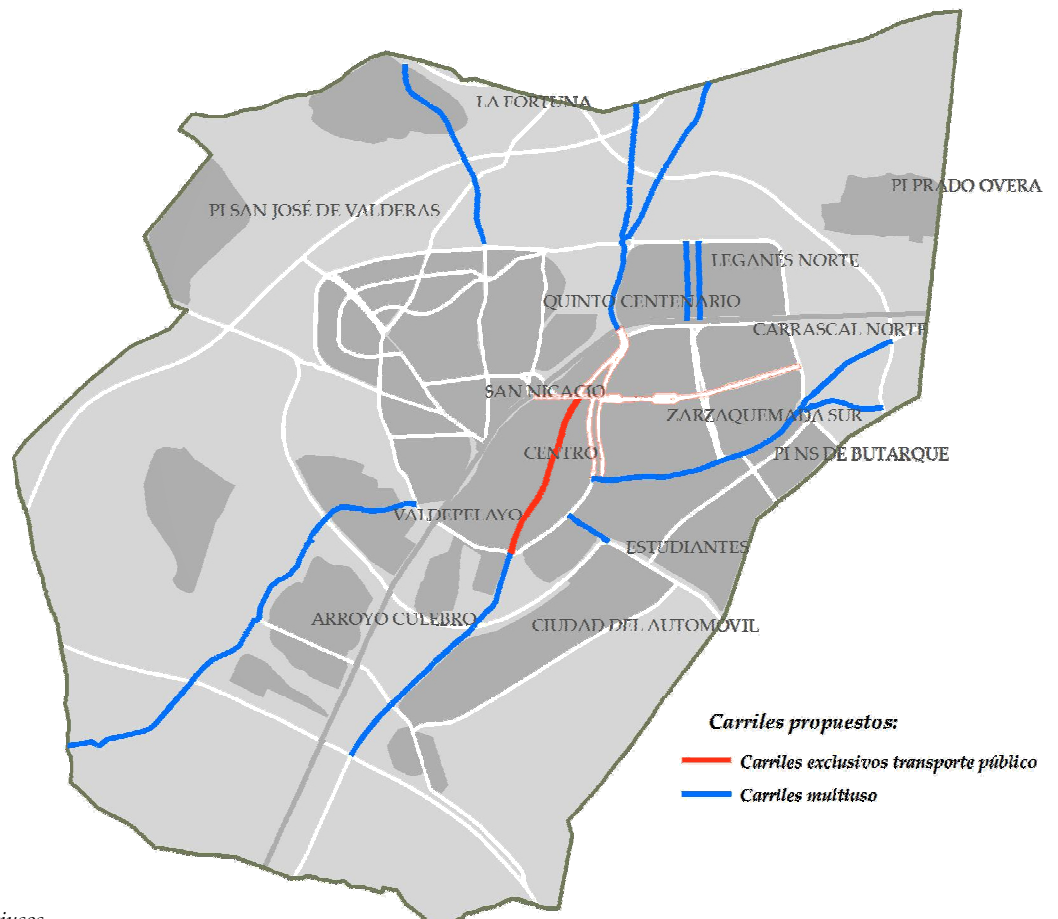 LA FORTUNA
PI PRADO OVERA
PI SAN JOSÉ DE VALDERAS
LEGANÉS NORTE
QUINTO CENTENARIO
CARRASCAL NORTE
SAN NICACIO
ZARZAQUEMADA SUR
CENTRO
PI NS DE BUTARQUE
VALDEPELAYO
ESTUDIANTES
ARROYO CULEBRO
CIUDAD DEL AUTOMOVIL
Carriles propuestos:
Carriles exclusivos transporte público
Carriles multiuso